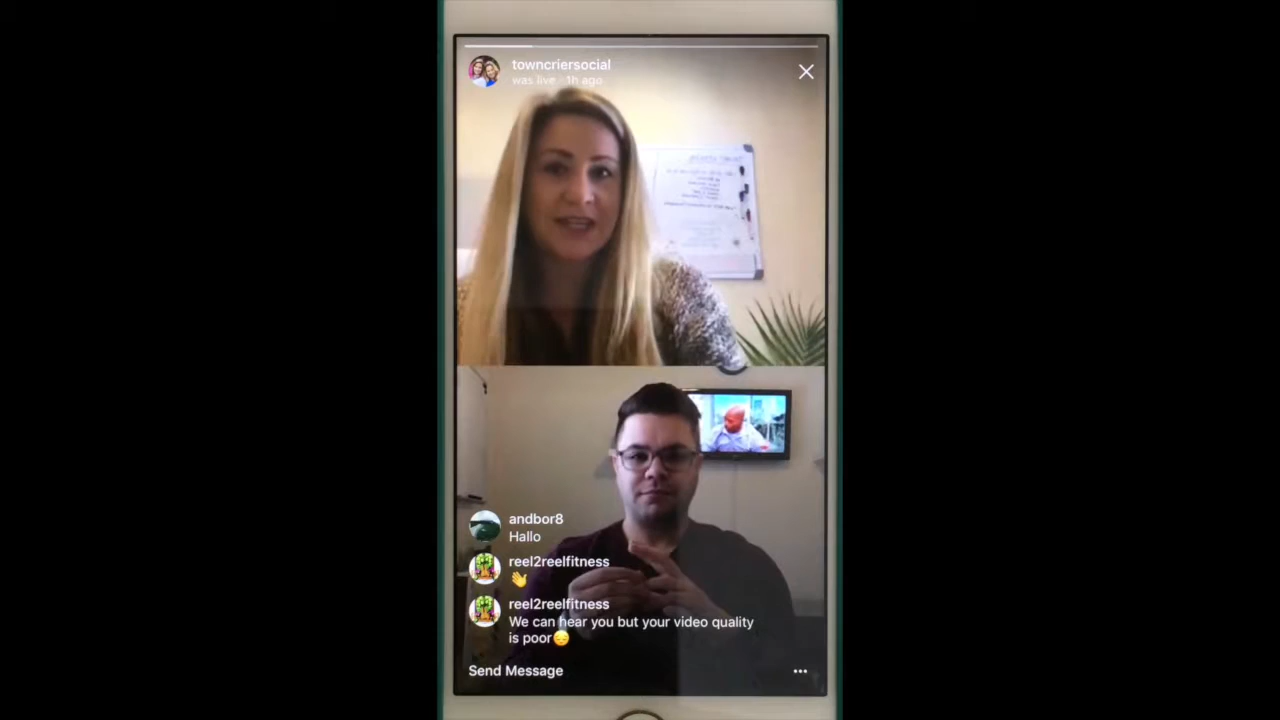 towncriersocial
was live · 1h ago
andbor8
Hallo
reel2reelfitness
👋
reel2reelfitness
We can hear you but your video quality
is poor😔
Send Message